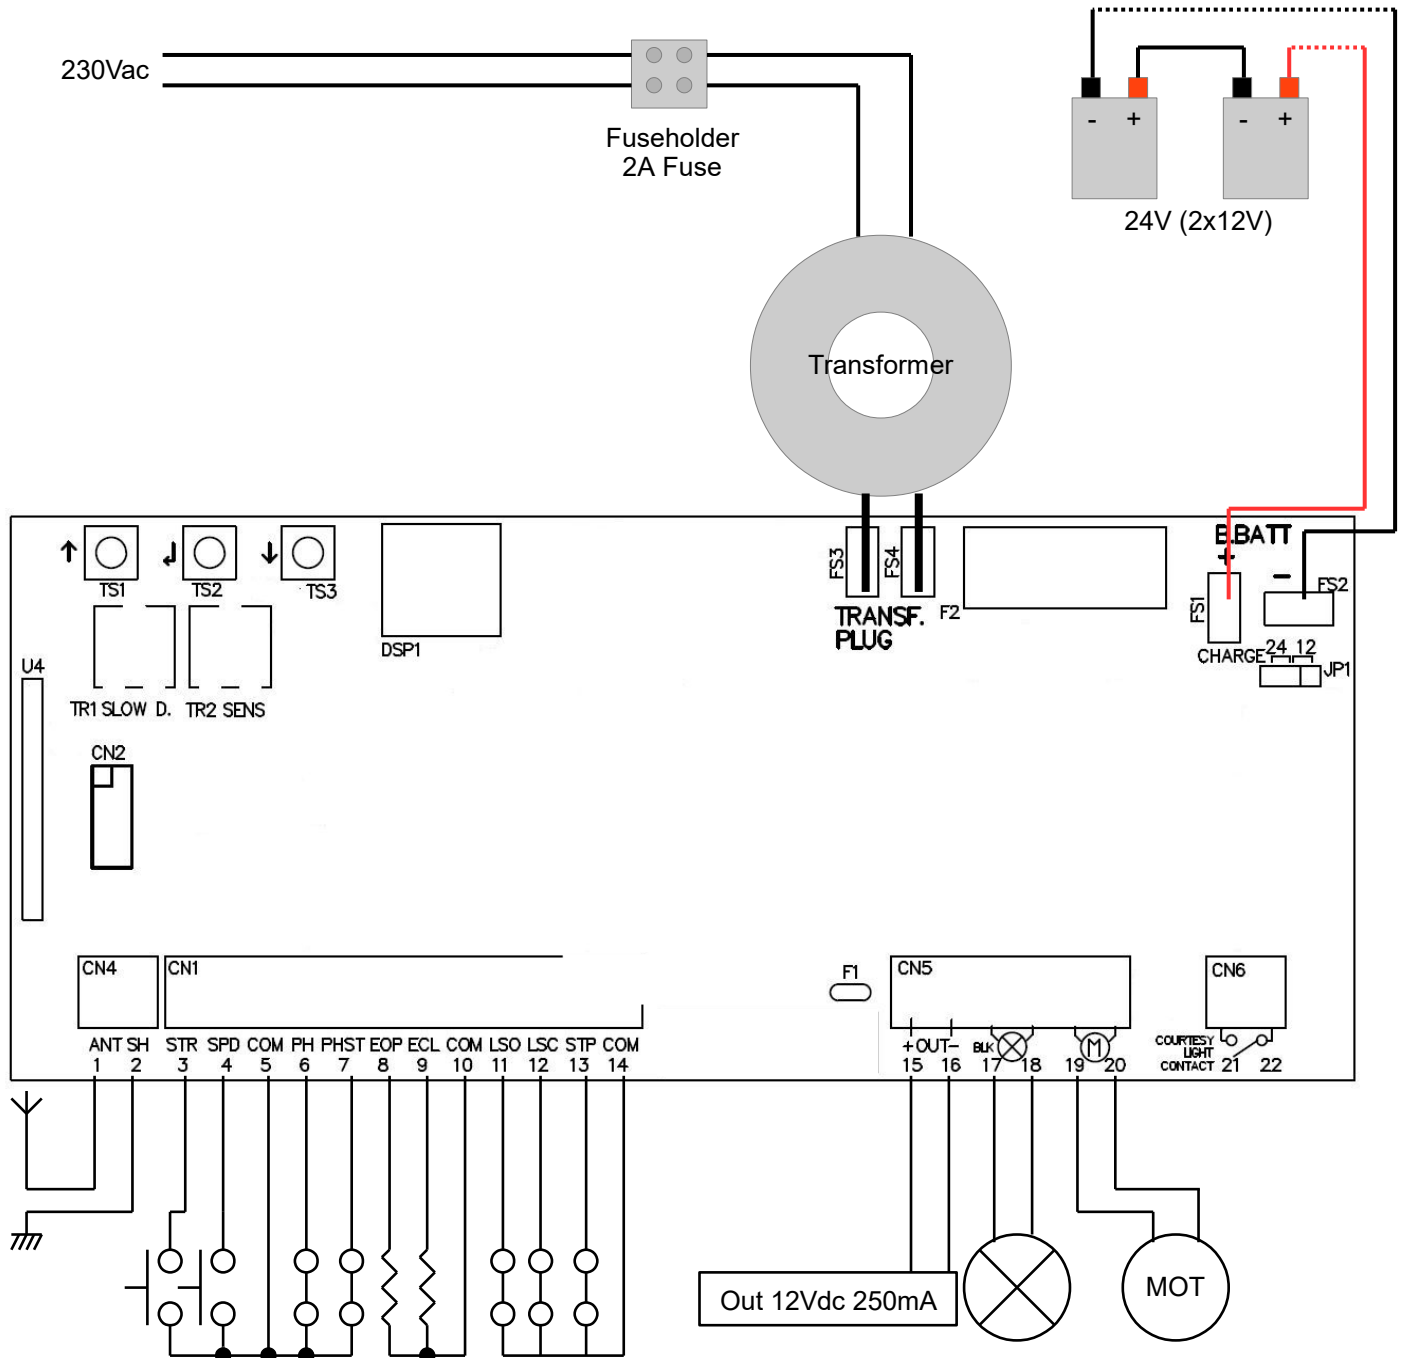 230Vac
Fuseholder
2A Fuse
- + - +
24V (2x12V)
Transformer
TS1 TS2 TS3
DSP1
FS3 FS4
TRANSF.
PLUG
F2
B.BATT
+ -
FS1 FS2
CHARGE 24 12 JP1
U4
TR1 SLOW D. TR2 SENS
CN2
CN4 CN1 F1 CN5 CN6
ANT SH STR SPD COM PH PHST EOP ECL COM LSO LSC STP COM
1 2 3 4 5 6 7 8 9 10 11 12 13 14
+OUT- BLK M
15 16 17 18 19 20
COURTESY
LIGHT
CONTACT 21 22
Out 12Vdc 250mA
MOT